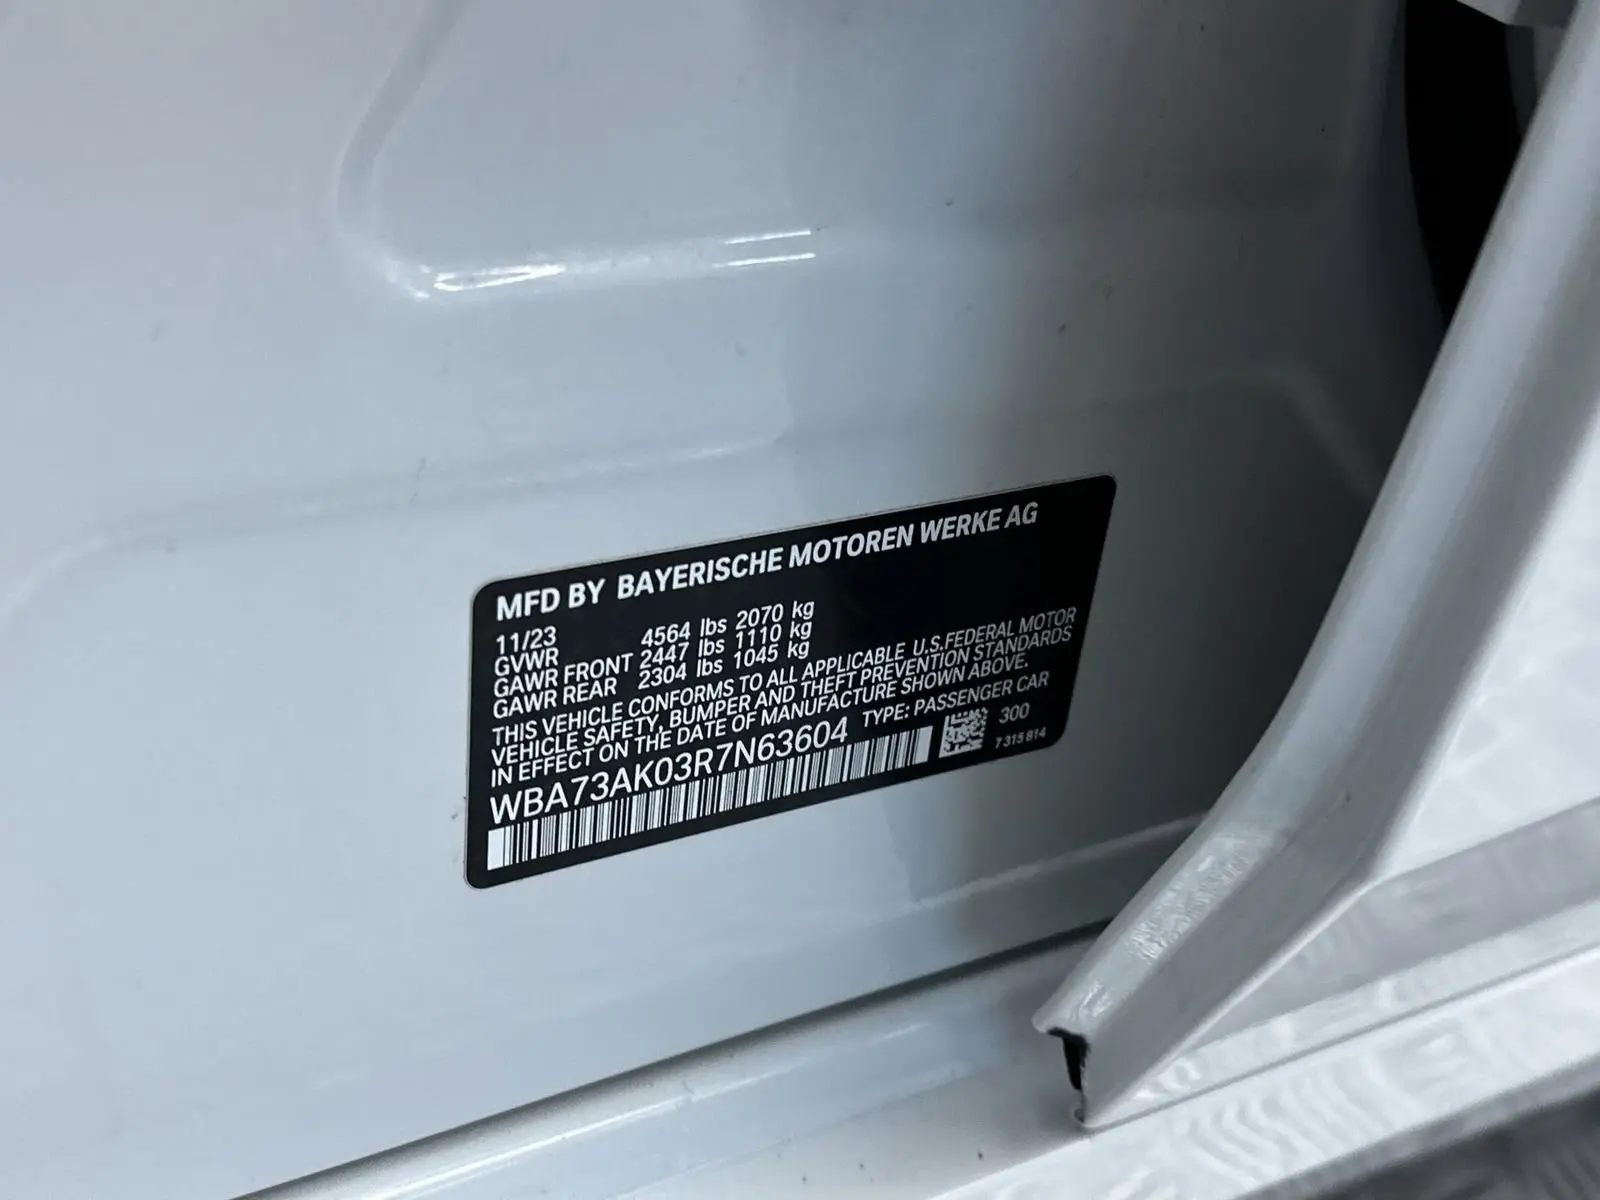 MFD BY BAYERISCHE MOTOREN WERKE AG
11/23
GVWR 4564 lbs 2070 kg
GAWR FRONT 2447 lbs 1110 kg
GAWR REAR 2304 lbs 1045 kg
THIS VEHICLE CONFORMS TO ALL APPLICABLE U.S.FEDERAL MOTOR
VEHICLE SAFETY, BUMPER AND THEFT PREVENTION STANDARDS
IN EFFECT ON THE DATE OF MANUFACTURE SHOWN ABOVE.
WBA73AK03R7N63604 TYPE: PASSENGER CAR
300
7 315 814